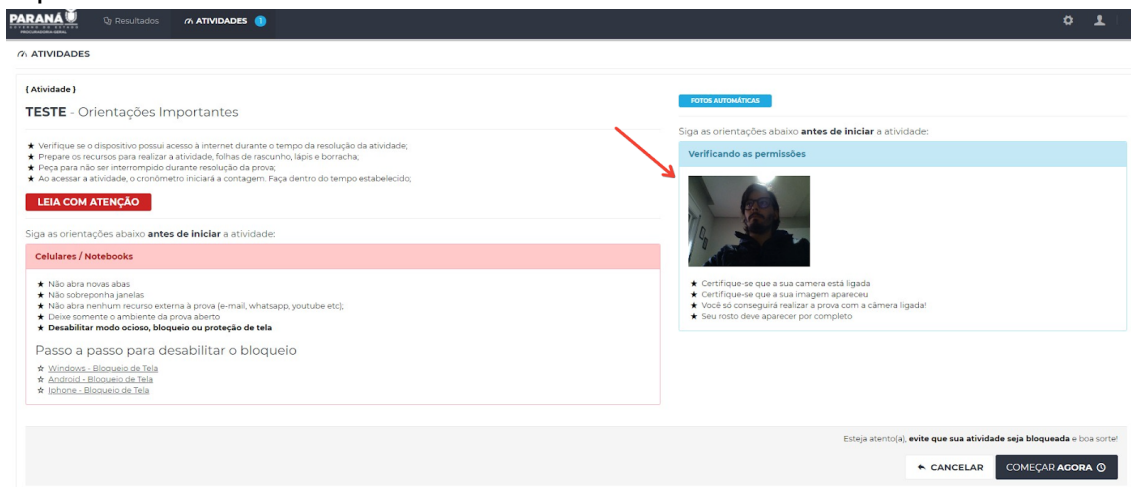 PARANÁ
GOVERNO DO ESTADO
PROCURADORIA GERAL
Resultados
ATIVIDADES 1
ATIVIDADES
{ Atividade }
TESTE - Orientações Importantes
★ Verifique se o dispositivo possui acesso à internet durante o tempo da resolução da atividade;
★ Prepare os recursos para realizar a atividade, folhas de rascunho, lápis e borracha;
★ Peça para não ser interrompido durante resolução da prova;
★ Ao acessar a atividade, o cronômetro iniciará a contagem. Faça dentro do tempo estabelecido;
LEIA COM ATENÇÃO
Siga as orientações abaixo antes de iniciar a atividade:
Celulares / Notebooks
★ Não abra novas abas
★ Não sobreponha janelas
★ Não abra nenhum recurso externa à prova (e-mail, whatsapp, youtube etc);
★ Deixe somente o ambiente da prova aberto
★ Desabilitar modo ocioso, bloqueio ou proteção de tela
Passo a passo para desabilitar o bloqueio
☆ Windows - Bloqueio de Tela
☆ Android - Bloqueio de Tela
☆ Iphone - Bloqueio de Tela
FOTOS AUTOMÁTICAS
Siga as orientações abaixo antes de iniciar a atividade:
Verificando as permissões
★ Certifique-se que a sua camera está ligada
★ Certifique-se que a sua imagem apareceu
★ Você só conseguirá realizar a prova com a câmera ligada!
★ Seu rosto deve aparecer por completo
Esteja atento(a), evite que sua atividade seja bloqueada e boa sorte!
CANCELAR
COMEÇAR AGORA